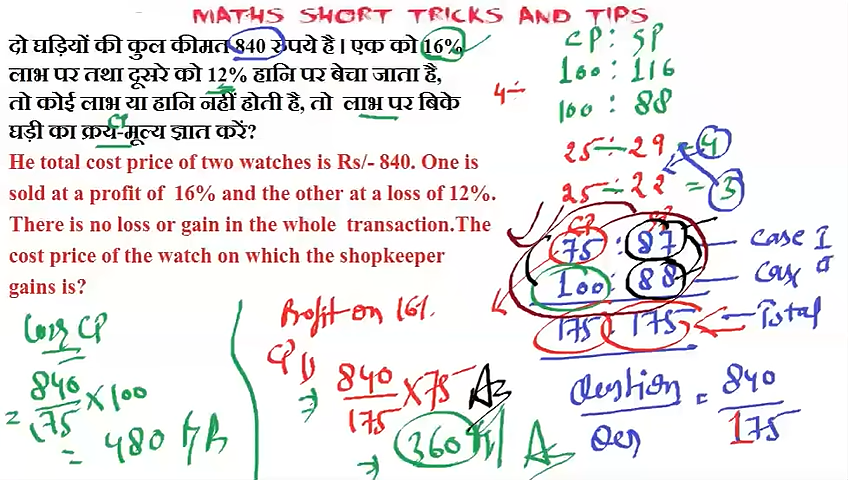 MATHS SHORT TRICKS AND TIPS
दो घड़ियों की कुल कीमत 840 रुपये है। एक को 16%
लाभ पर तथा दूसरे को 12% हानि पर बेचा जाता है,
तो कोई लाभ या हानि नहीं होती है, तो लाभ पर बिके
घड़ी का क्रय-मूल्य ज्ञात करें?
CP
He total cost price of two watches is Rs/- 840. One is
sold at a profit of 16% and the other at a loss of 12%.
There is no loss or gain in the whole transaction.The
cost price of the watch on which the shopkeeper
gains is?
CP : SP
100 : 116
100 : 88
4÷
25 ÷ 29 = 4
25 ÷ 22 = 3
CP SP
75 : 87 – Case I
100 : 88 – Case II
175 : 175 – Total
Question = 840
175
Loss CP
= 840/175 × 100
= 480
Profit on 16%
CP
⇒ 840/175 × 75
⇒ 360